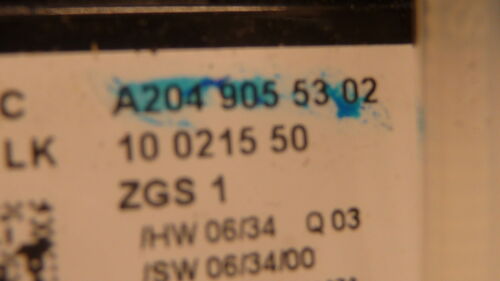 C A204 905 53 02
LK 10 0215 50
ZGS 1
/HW 06/34 Q 03
/SW 06/34/00